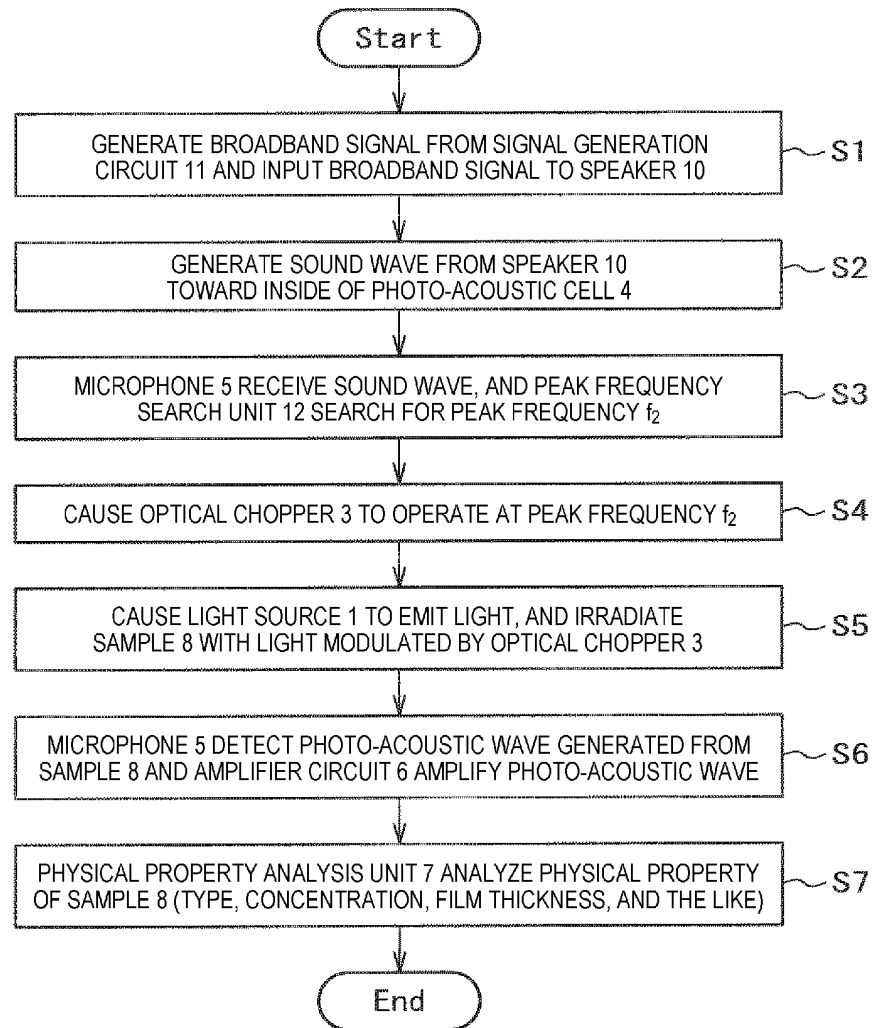 Start
GENERATE BROADBAND SIGNAL FROM SIGNAL GENERATION
CIRCUIT 11 AND INPUT BROADBAND SIGNAL TO SPEAKER 10
S1
GENERATE SOUND WAVE FROM SPEAKER 10
TOWARD INSIDE OF PHOTO-ACOUSTIC CELL 4
S2
MICROPHONE 5 RECEIVE SOUND WAVE, AND PEAK FREQUENCY
SEARCH UNIT 12 SEARCH FOR PEAK FREQUENCY f₂
S3
CAUSE OPTICAL CHOPPER 3 TO OPERATE AT PEAK FREQUENCY f₂
S4
CAUSE LIGHT SOURCE 1 TO EMIT LIGHT, AND IRRADIATE
SAMPLE 8 WITH LIGHT MODULATED BY OPTICAL CHOPPER 3
S5
MICROPHONE 5 DETECT PHOTO-ACOUSTIC WAVE GENERATED FROM
SAMPLE 8 AND AMPLIFIER CIRCUIT 6 AMPLIFY PHOTO-ACOUSTIC WAVE
S6
PHYSICAL PROPERTY ANALYSIS UNIT 7 ANALYZE PHYSICAL PROPERTY
OF SAMPLE 8 (TYPE, CONCENTRATION, FILM THICKNESS, AND THE LIKE)
S7
End